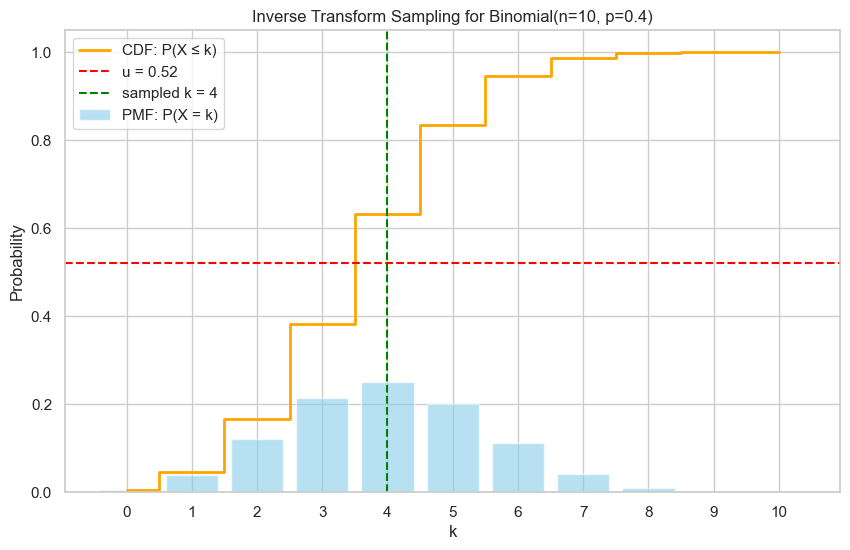 Inverse Transform Sampling for Binomial(n=10, p=0.4)
CDF: P(X ≤ k)
u = 0.52
sampled k = 4
PMF: P(X = k)
Probability
1.0
0.8
0.6
0.4
0.2
0.0
0 1 2 3 4 5 6 7 8 9 10
k